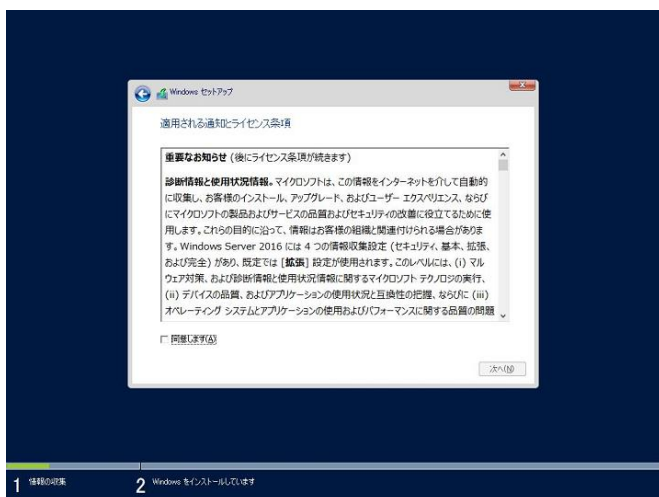 Windows セットアップ
適用される通知とライセンス条項
重要なお知らせ (後にライセンス条項が続きます)
診断情報と使用状況情報。マイクロソフトは、この情報をインターネットを介して自動的
に収集し、お客様のインストール、アップグレード、およびユーザー エクスペリエンス、ならび
にマイクロソフトの製品およびサービスの品質およびセキュリティの改善に役立てるために使
用します。これらの目的に沿って、情報はお客様の組織と関連付けられる場合がありま
す。Windows Server 2016 には 4 つの情報収集設定 (セキュリティ、基本、拡張、
および完全) があり、既定では [拡張] 設定が使用されます。このレベルには、(i) マル
ウェア対策、および診断情報と使用状況情報に関するマイクロソフト テクノロジの実行、
(ii) デバイスの品質、およびアプリケーションの使用状況と互換性の把握、ならびに (iii)
オペレーティング システムとアプリケーションの使用およびパフォーマンスに関する品質の問題
同意します(A)
次へ(N)
1 情報の収集
2 Windows をインストールしています